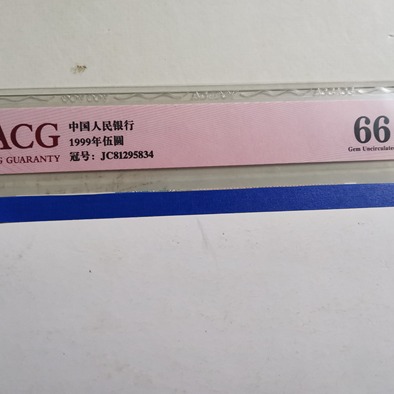 ACG
G GUARANTY
中国人民银行
1999年伍圆
冠号: JC81295834
66
Gem Uncirculate